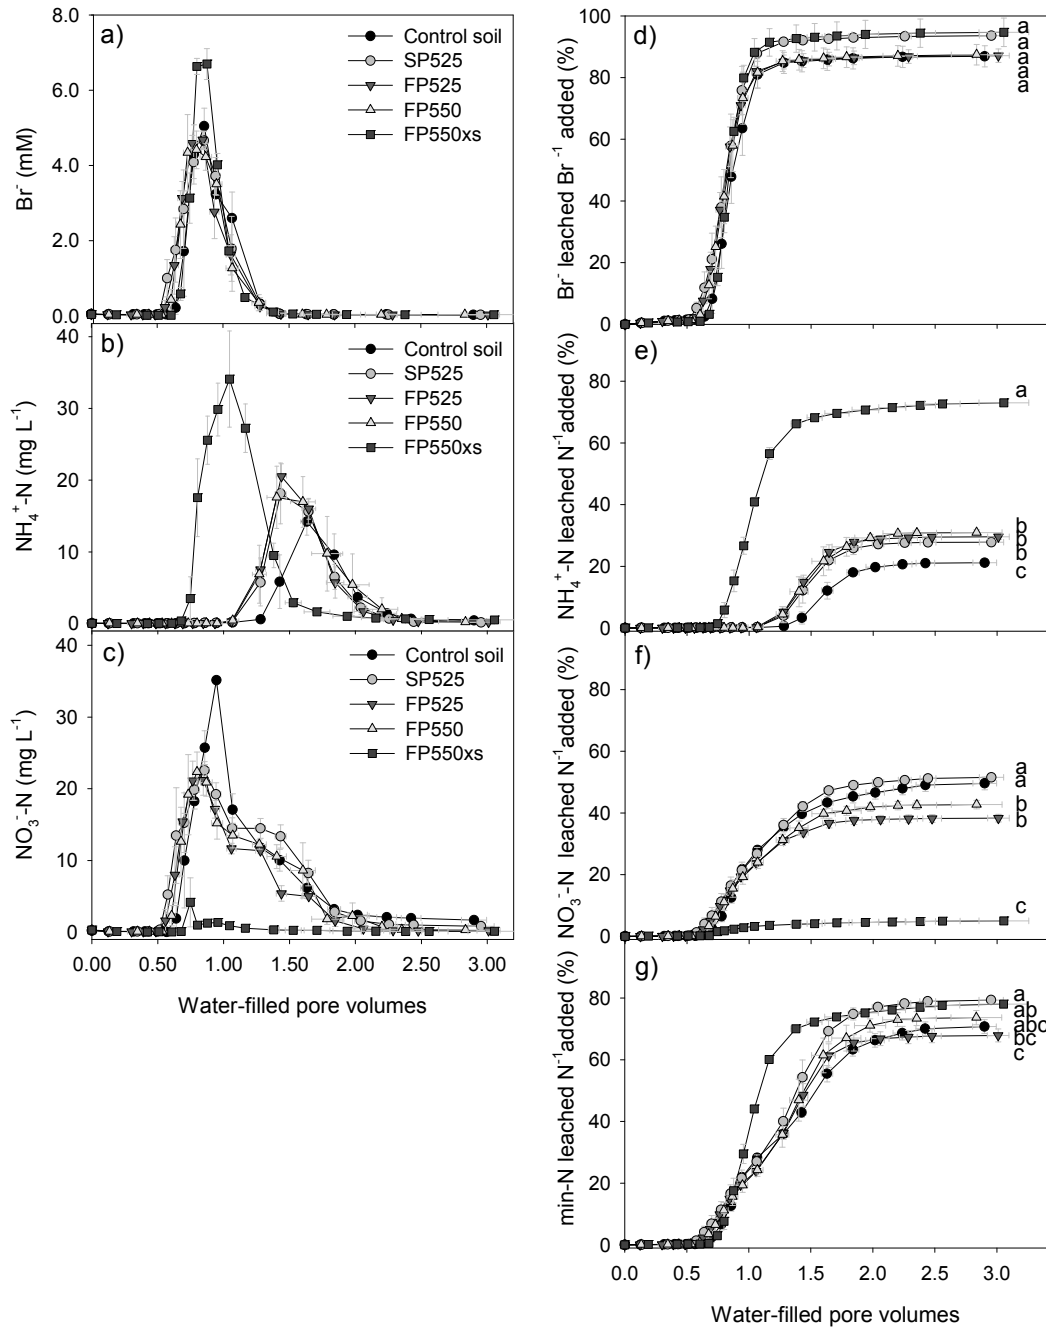 a)
Br⁻ (mM)
8.0
6.0
4.0
2.0
0.0
Control soil
SP525
FP525
FP550
FP550xs
b)
NH₄⁺-N (mg L⁻¹)
40
30
20
10
0
Control soil
SP525
FP525
FP550
FP550xs
c)
NO₃⁻-N (mg L⁻¹)
40
30
20
10
0
Control soil
SP525
FP525
FP550
FP550xs
0.00 0.50 1.00 1.50 2.00 2.50 3.00
Water-filled pore volumes
d)
Br⁻ leached Br⁻¹ added (%)
100
80
60
40
20
0
a
a
a
a
a
e)
NH₄⁺-N leached N⁻¹added (%)
80
60
40
20
0
a
b
b
b
c
f)
NO₃⁻-N leached N⁻¹added (%)
80
60
40
20
0
a
a
b
b
c
g)
min-N leached N⁻¹added (%)
80
60
40
20
0
a
ab
abc
bc
c
0.0 0.5 1.0 1.5 2.0 2.5 3.0
Water-filled pore volumes